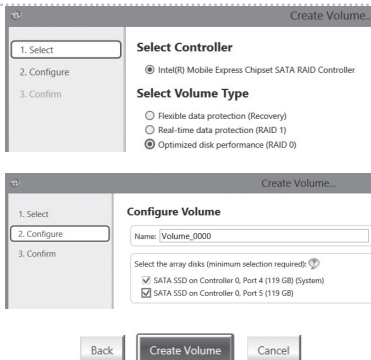 Create Volume...
1. Select
2. Configure
3. Confirm
Select Controller
Intel(R) Mobile Express Chipset SATA RAID Controller
Select Volume Type
Flexible data protection (Recovery)
Real-time data protection (RAID 1)
Optimized disk performance (RAID 0)
Create Volume...
1. Select
2. Configure
3. Confirm
Configure Volume
Name: Volume_0000
Select the array disks (minimum selection required): ?
SATA SSD on Controller 0, Port 4 (119 GB) (System)
SATA SSD on Controller 0, Port 5 (119 GB)
Back Create Volume Cancel